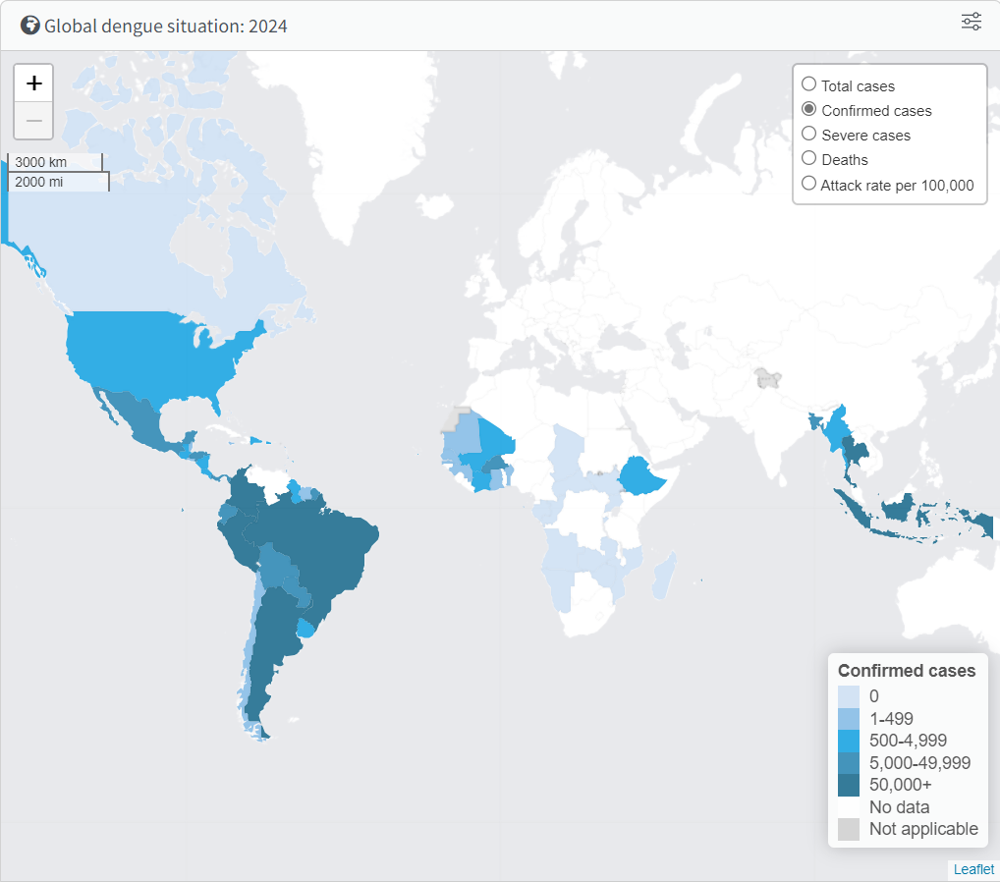 Global dengue situation: 2024
+
−
3000 km
2000 mi
Total cases
Confirmed cases
Severe cases
Deaths
Attack rate per 100,000
Confirmed cases
0
1-499
500-4,999
5,000-49,999
50,000+
No data
Not applicable
Leaflet